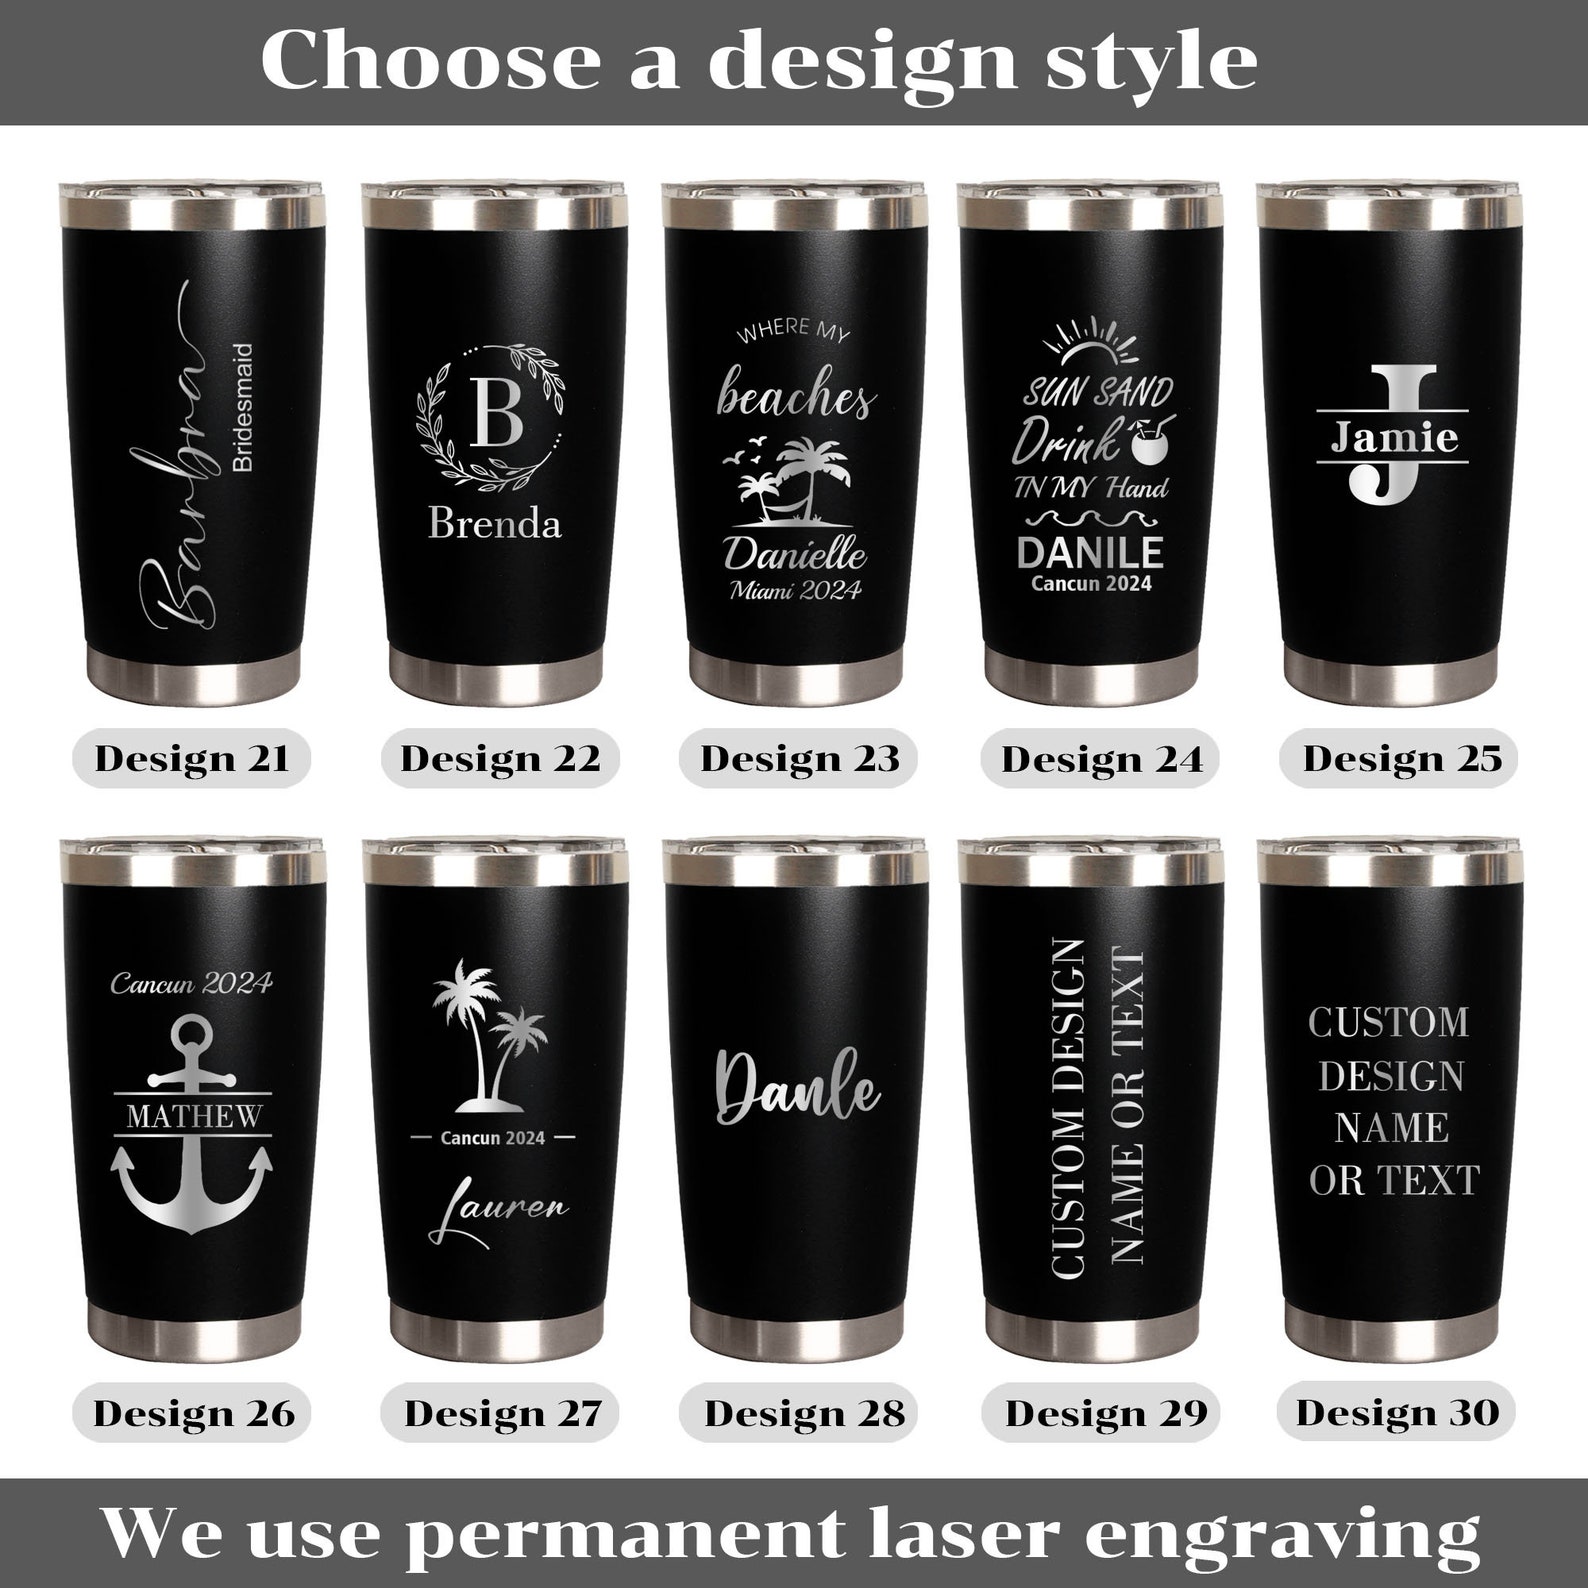 Choose a design style
Barbra
Bridesmaid
B
Brenda
WHERE MY
beaches
Danielle
Miami 2024
SUN SAND
Drink
IN MY Hand
DANILE
Cancun 2024
J
Jamie
Design 21
Design 22
Design 23
Design 24
Design 25
Cancun 2024
MATHEW
Cancun 2024
Lauren
Danle
CUSTOM DESIGN
NAME OR TEXT
CUSTOM
DESIGN
NAME
OR TEXT
Design 26
Design 27
Design 28
Design 29
Design 30
We use permanent laser engraving